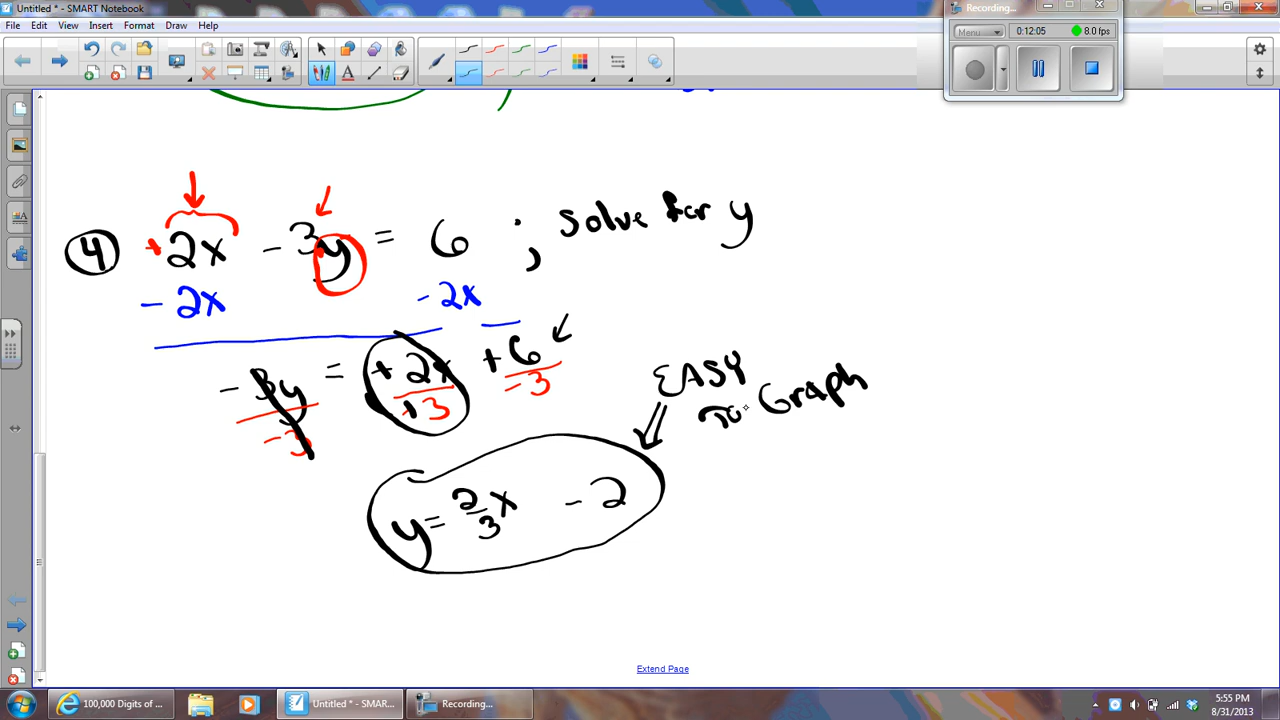 Untitled * - SMART Notebook
File Edit View Insert Format Draw Help
Recording...
Menu 0:12:05 8.0 fps
④ +2x - 3y = 6 ; solve for y
- 2x - 2x
- 3y = + 2x + 6
-3 +3 -3
EASY
TO Graph
y = 2/3 x - 2
Extend Page
100,000 Digits of ...
Untitled * - SMAR...
Recording...
5:55 PM
8/31/2013